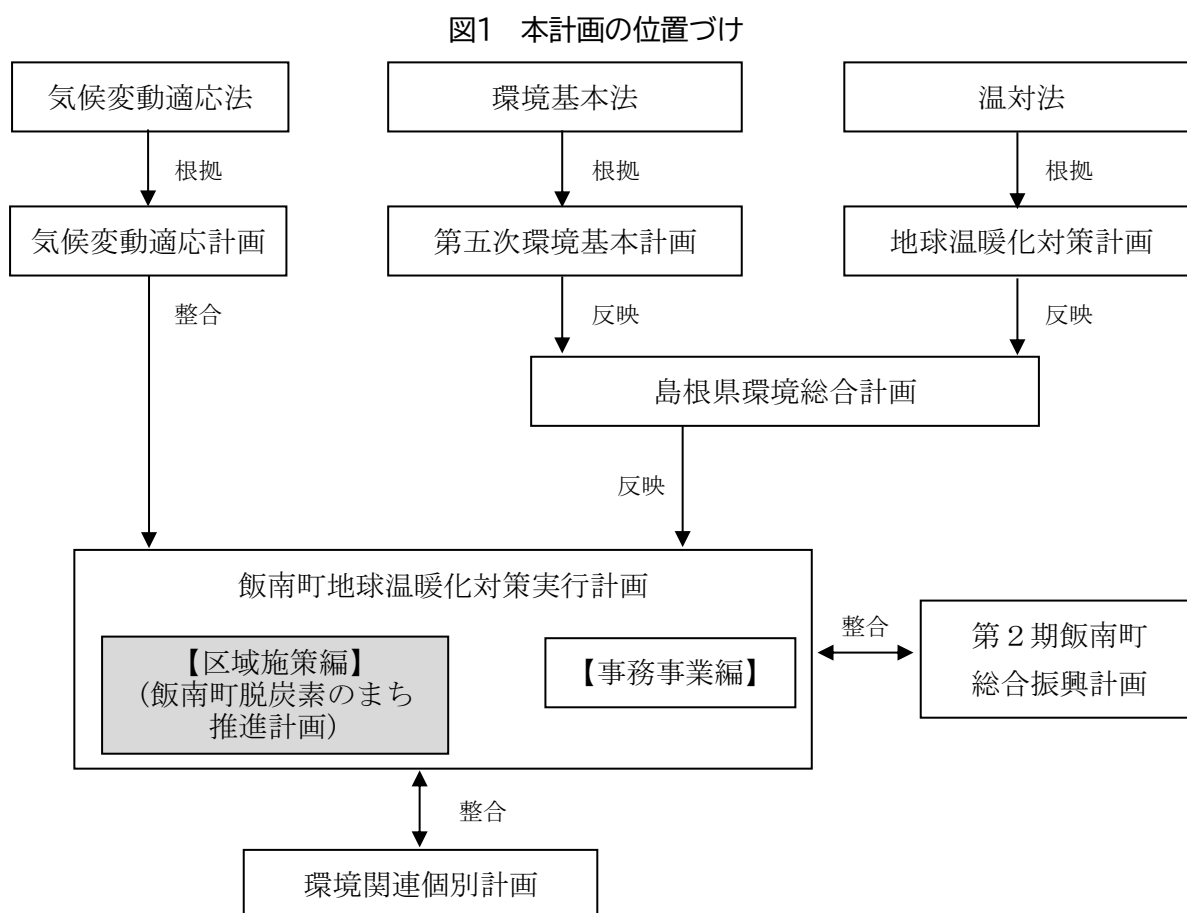 図1　本計画の位置づけ
気候変動適応法
環境基本法
温対法
根拠
根拠
根拠
気候変動適応計画
第五次環境基本計画
地球温暖化対策計画
整合
反映
反映
島根県環境総合計画
反映
飯南町地球温暖化対策実行計画
【区域施策編】
(飯南町脱炭素のまち
推進計画)
【事務事業編】
整合
第２期飯南町
総合振興計画
整合
環境関連個別計画